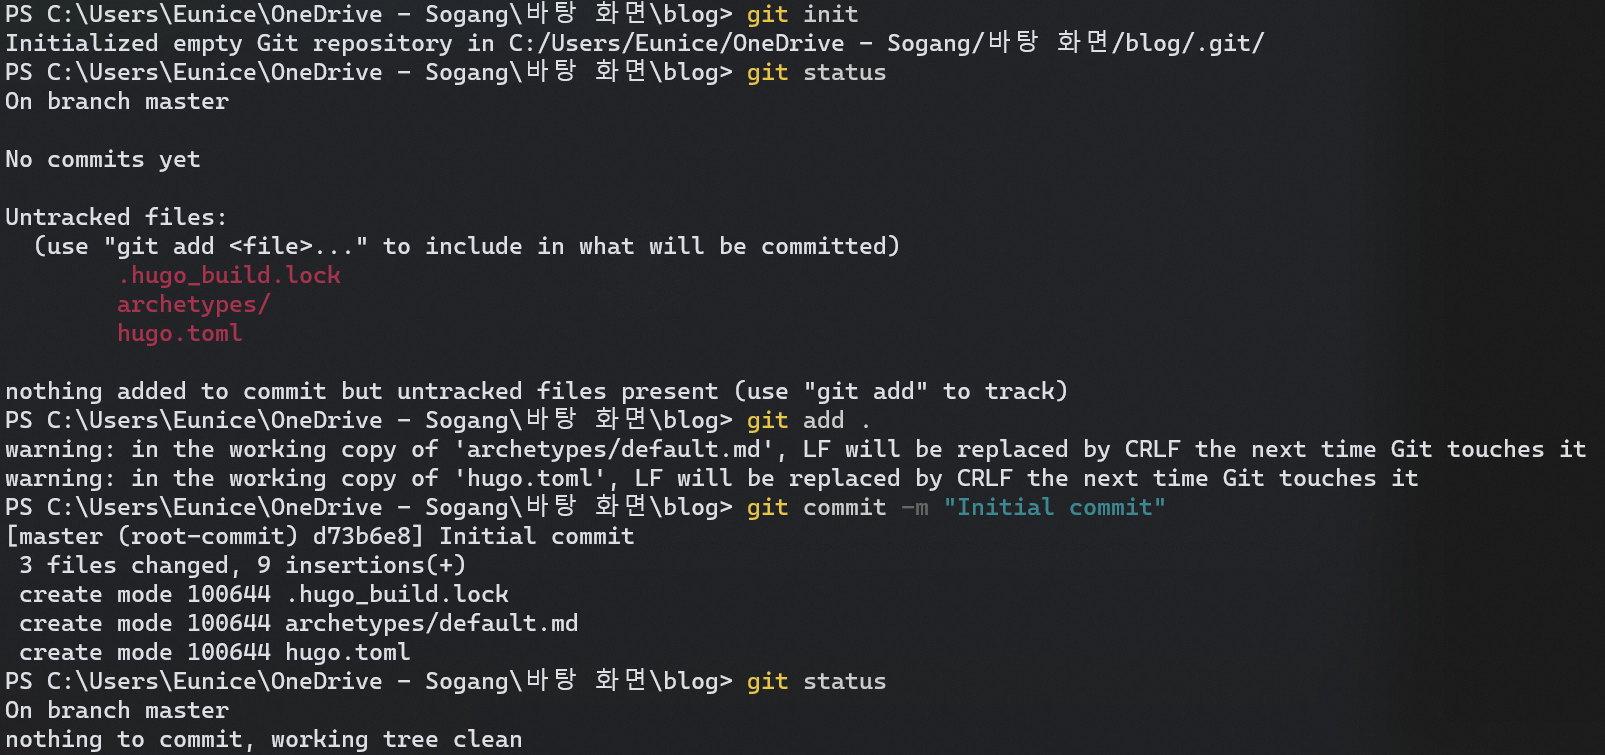 PS C:\Users\Eunice\OneDrive - Sogang\바탕 화면\blog> git init
Initialized empty Git repository in C:/Users/Eunice/OneDrive - Sogang/바탕 화면/blog/.git/
PS C:\Users\Eunice\OneDrive - Sogang\바탕 화면\blog> git status
On branch master

No commits yet

Untracked files:
  (use "git add <file>..." to include in what will be committed)
        .hugo_build.lock
        archetypes/
        hugo.toml

nothing added to commit but untracked files present (use "git add" to track)
PS C:\Users\Eunice\OneDrive - Sogang\바탕 화면\blog> git add .
warning: in the working copy of 'archetypes/default.md', LF will be replaced by CRLF the next time Git touches it
warning: in the working copy of 'hugo.toml', LF will be replaced by CRLF the next time Git touches it
PS C:\Users\Eunice\OneDrive - Sogang\바탕 화면\blog> git commit -m "Initial commit"
[master (root-commit) d73b6e8] Initial commit
 3 files changed, 9 insertions(+)
 create mode 100644 .hugo_build.lock
 create mode 100644 archetypes/default.md
 create mode 100644 hugo.toml
PS C:\Users\Eunice\OneDrive - Sogang\바탕 화면\blog> git status
On branch master
nothing to commit, working tree clean